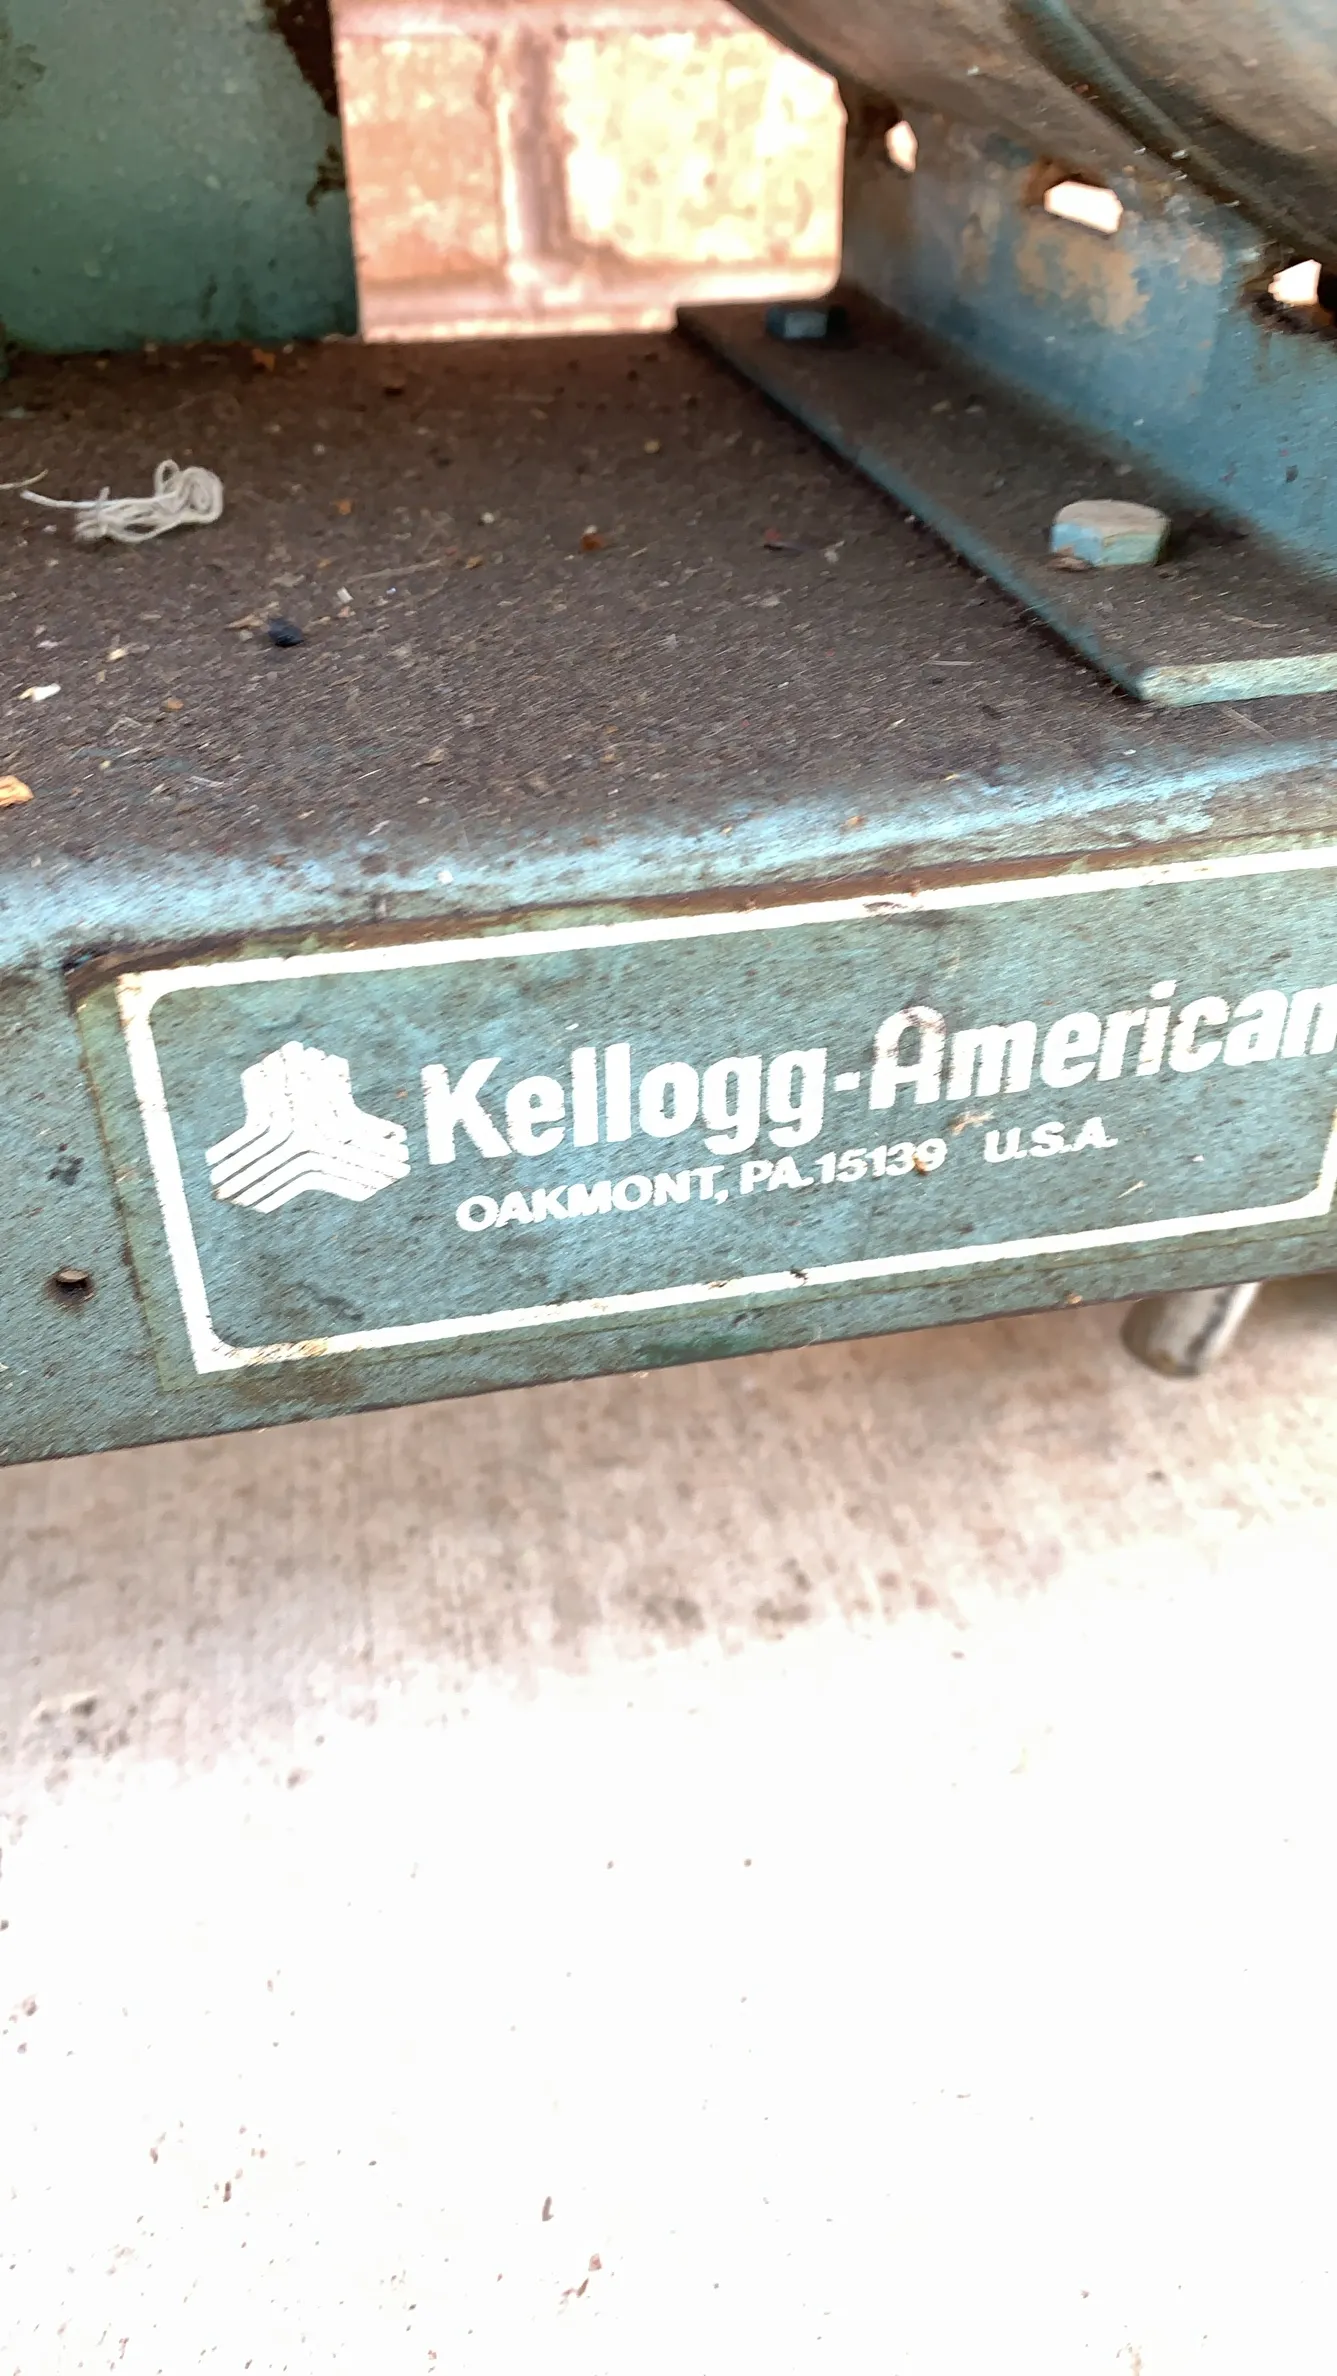 Kellogg-American
OAKMONT, PA. 15139 U.S.A.